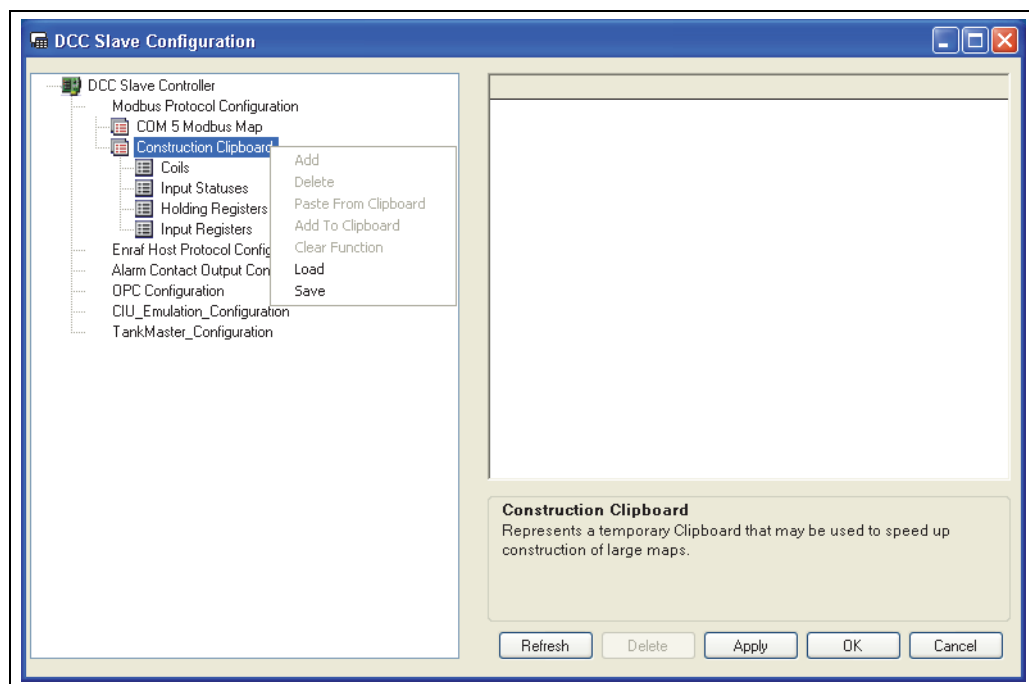 DCC Slave Configuration
DCC Slave Controller
Modbus Protocol Configuration
COM 5 Modbus Map
Construction Clipboard
Coils
Input Statuses
Holding Registers
Input Registers
Enraf Host Protocol Config
Alarm Contact Output Con
OPC Configuration
CIU_Emulation_Configuration
TankMaster_Configuration
Add
Delete
Paste From Clipboard
Add To Clipboard
Clear Function
Load
Save
Construction Clipboard
Represents a temporary Clipboard that may be used to speed up
construction of large maps.
Refresh
Delete
Apply
OK
Cancel